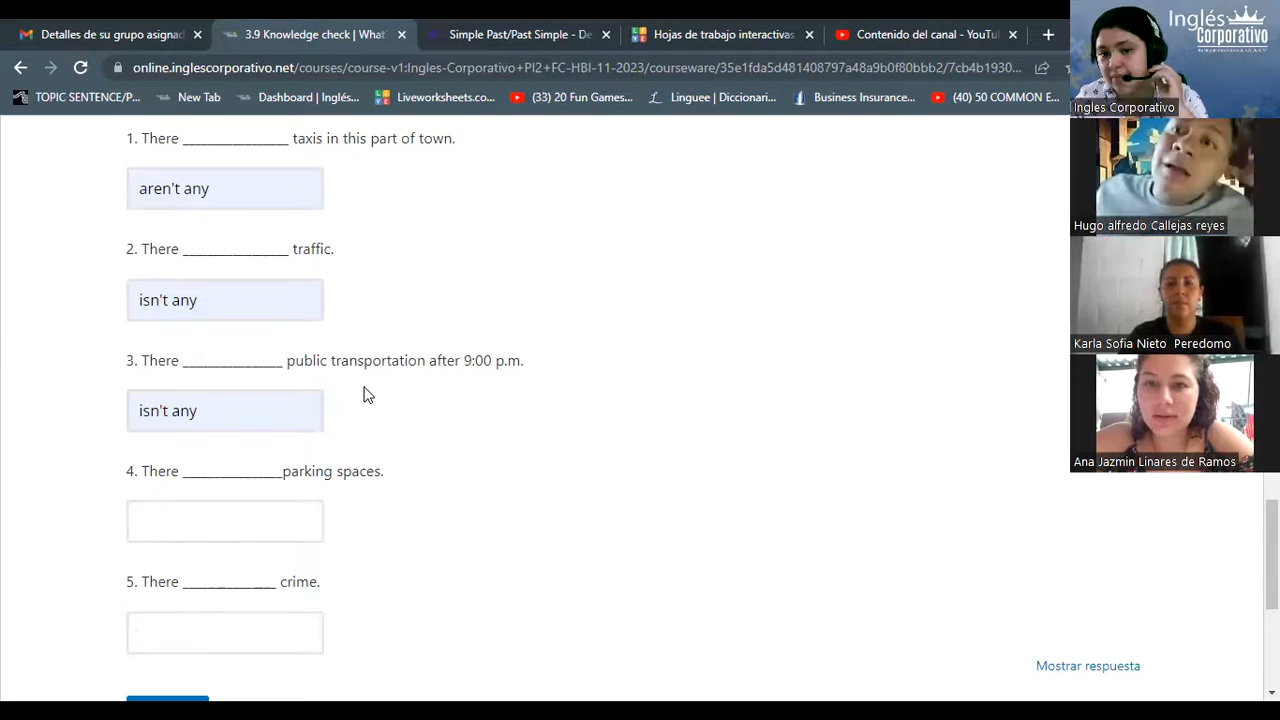 Detalles de su grupo asignad
3.9 Knowledge check | What
Simple Past/Past Simple - De
Hojas de trabajo interactivas
Contenido del canal - YouTu
online.inglescorporativo.net/courses/course-v1:Ingles-Corporativo-PI2-PI-HBI-11-2023/courseware/35e1fda5d481408797a48a9b0f80bbb2/7cb4b1930...
TOPIC SENTENCE/P...
New Tab
Dashboard | Inglés...
Liveworksheets.co...
(33) 20 Fun Games...
Linguee | Diccionari...
Business Insurance...
(40) 50 COMMON E...
1. There ________________ taxis in this part of town.
aren't any
2. There ________________ traffic.
isn't any
3. There _______________ public transportation after 9:00 p.m.
isn't any
4. There _______________parking spaces.
5. There ______________ crime.
Mostrar respuesta
Inglés
Corporativo
Ingles Corporativo
Hugo alfredo Callejas reyes
Karla Sofia Nieto Peredomo
Ana Jazmin Linares de Ramos